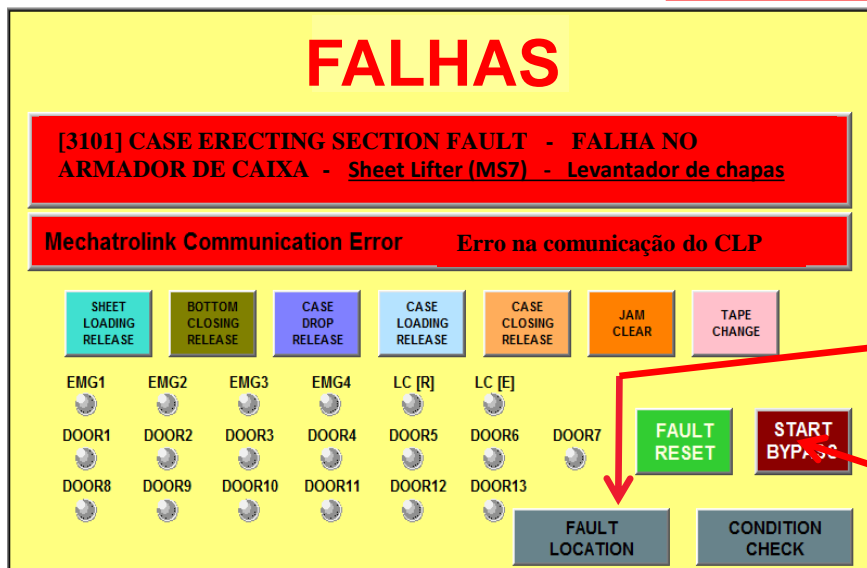 FALHAS
[3101] CASE ERECTING SECTION FAULT - FALHA NO
ARMADOR DE CAIXA - Sheet Lifter (MS7) - Levantador de chapas
Mechatrolink Communication Error Erro na comunicação do CLP
SHEET
LOADING
RELEASE
BOTTOM
CLOSING
RELEASE
CASE
DROP
RELEASE
CASE
LOADING
RELEASE
CASE
CLOSING
RELEASE
JAM
CLEAR
TAPE
CHANGE
EMG1 EMG2 EMG3 EMG4 LC [R] LC [E]
DOOR1 DOOR2 DOOR3 DOOR4 DOOR5 DOOR6 DOOR7
DOOR8 DOOR9 DOOR10 DOOR11 DOOR12 DOOR13
FAULT
RESET
START
BYPASS
FAULT
LOCATION
CONDITION
CHECK